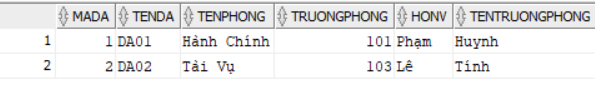 MADA TENDA TENPHONG TRUONGPHONG HONV TENTRUONGPHONG
1 1 DA01 Hành Chính 101 Phạm Huynh
2 2 DA02 Tài Vụ 103 Lê Tính